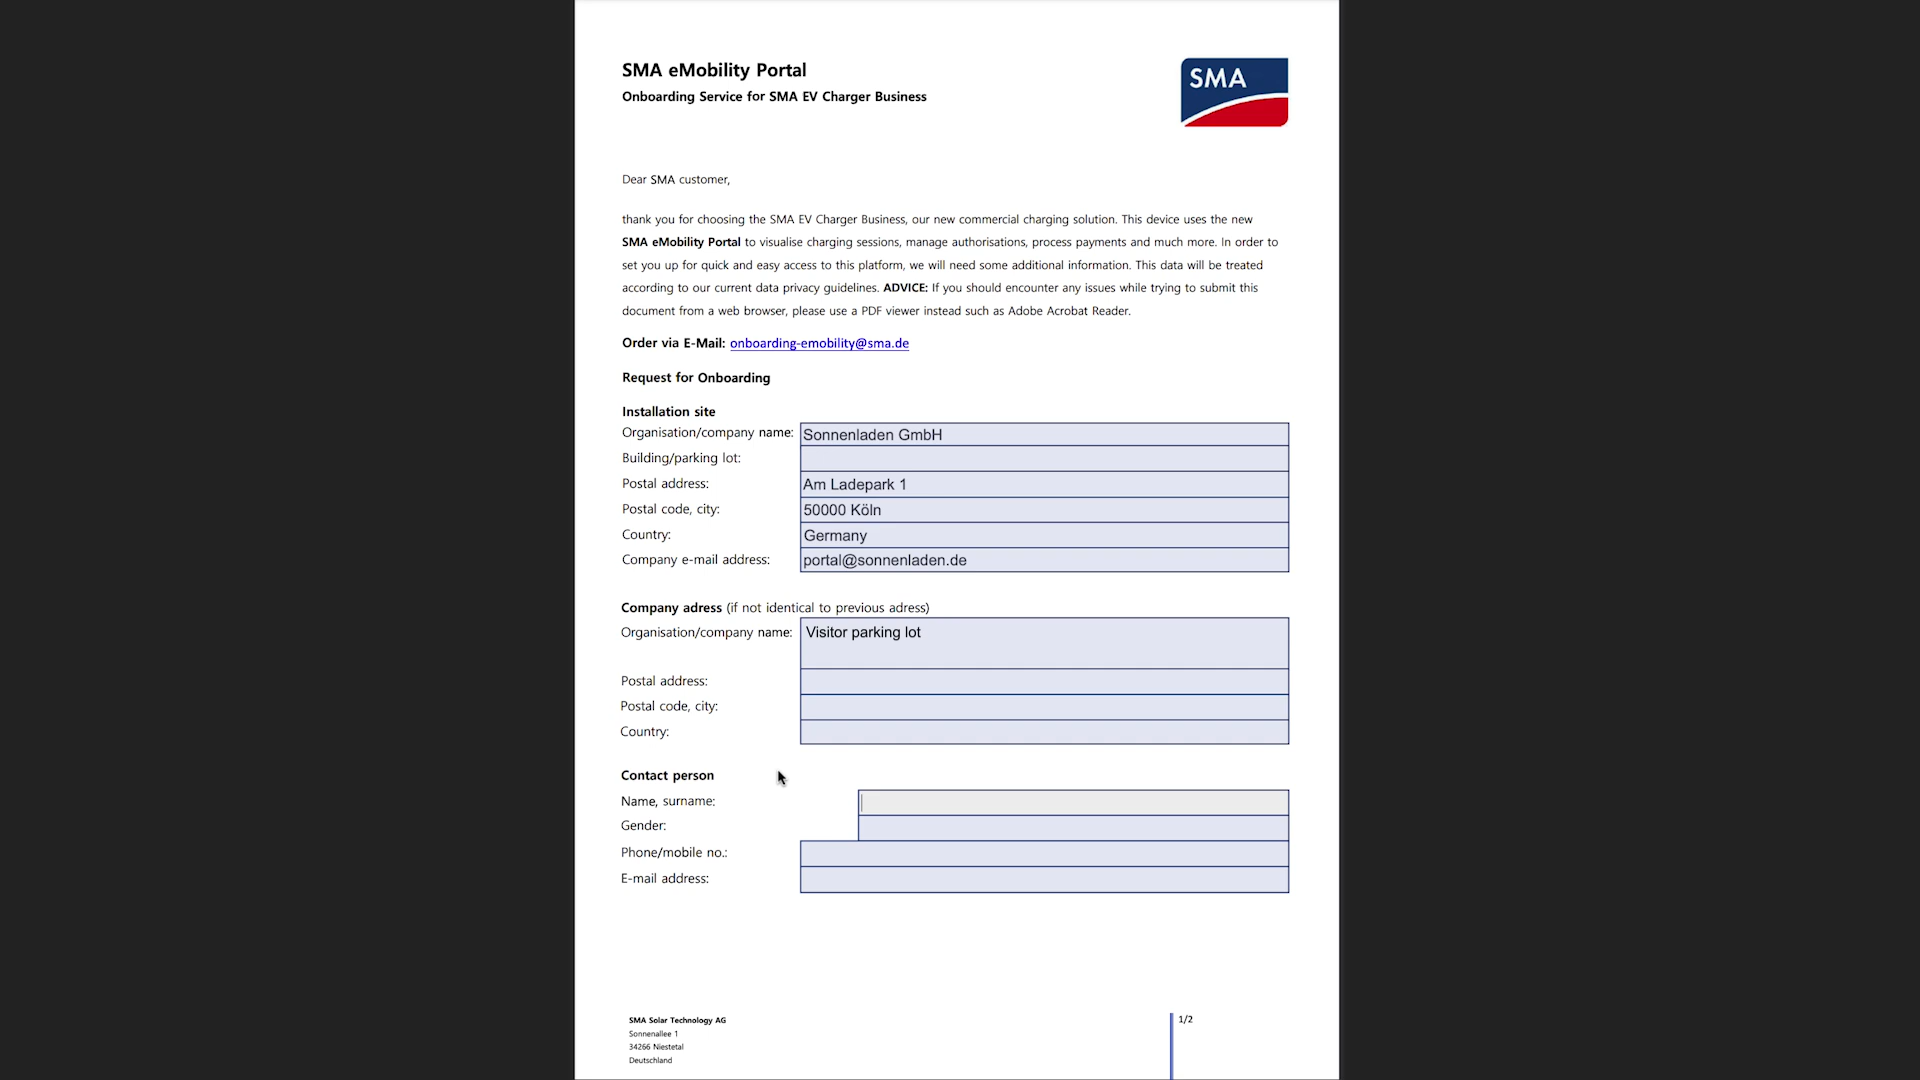 SMA eMobility Portal
Onboarding Service for SMA EV Charger Business
SMA
Dear SMA customer,
thank you for choosing the SMA EV Charger Business, our new commercial charging solution. This device uses the new
SMA eMobility Portal to visualise charging sessions, manage authorisations, process payments and much more. In order to
set you up for quick and easy access to this platform, we will need some additional information. This data will be treated
according to our current data privacy guidelines. ADVICE: If you should encounter any issues while trying to submit this
document from a web browser, please use a PDF viewer instead such as Adobe Acrobat Reader.
Order via E-Mail: onboarding-emobility@sma.de
Request for Onboarding
Installation site
Organisation/company name: Sonnenladen GmbH
Building/parking lot:
Postal address: Am Ladepark 1
Postal code, city: 50000 Köln
Country: Germany
Company e-mail address: portal@sonnenladen.de
Company adress (if not identical to previous adress)
Organisation/company name: Visitor parking lot
Postal address:
Postal code, city:
Country:
Contact person
Name, surname:
Gender:
Phone/mobile no.:
E-mail address:
SMA Solar Technology AG
Sonnenallee 1
34266 Niestetal
Deutschland
1/2